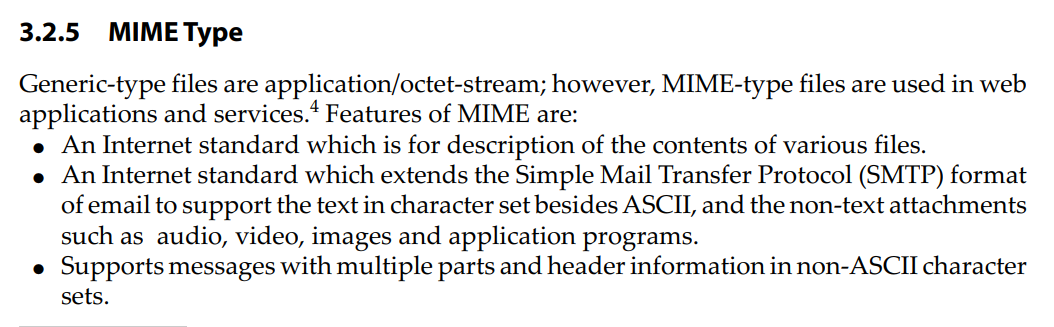 3.2.5 MIME Type
Generic-type files are application/octet-stream; however, MIME-type files are used in web
applications and services.⁴ Features of MIME are:
● An Internet standard which is for description of the contents of various files.
● An Internet standard which extends the Simple Mail Transfer Protocol (SMTP) format
of email to support the text in character set besides ASCII, and the non-text attachments
such as audio, video, images and application programs.
● Supports messages with multiple parts and header information in non-ASCII character
sets.